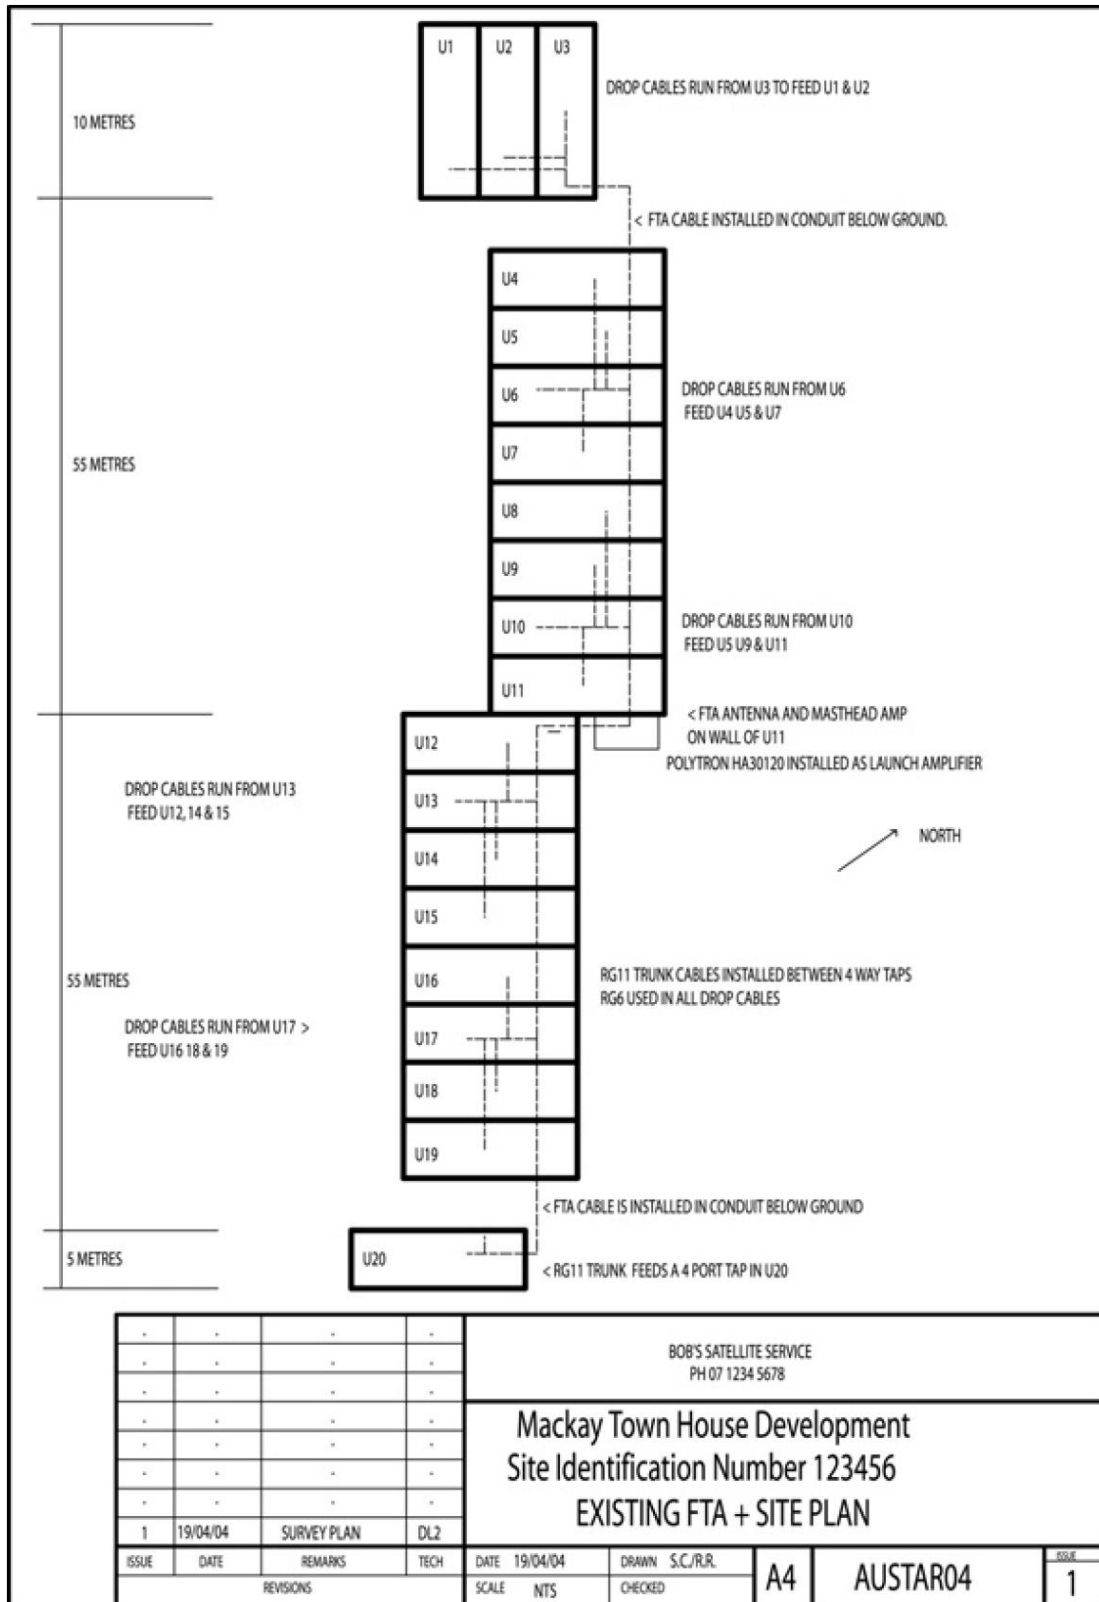 U1
U2
U3
DROP CABLES RUN FROM U3 TO FEED U1 & U2
10 METRES
< FTA CABLE INSTALLED IN CONDUIT BELOW GROUND.
U4
U5
U6
DROP CABLES RUN FROM U6
FEED U4 U5 & U7
U7
55 METRES
U8
U9
U10
DROP CABLES RUN FROM U10
FEED U5 U9 & U11
U11
< FTA ANTENNA AND MASTHEAD AMP
ON WALL OF U11
POLYTRON HA30120 INSTALLED AS LAUNCH AMPLIFIER
U12
DROP CABLES RUN FROM U13
FEED U12, 14 & 15
U13
NORTH
U14
U15
U16
RG11 TRUNK CABLES INSTALLED BETWEEN 4 WAY TAPS
RG6 USED IN ALL DROP CABLES
55 METRES
DROP CABLES RUN FROM U17 >
FEED U16 18 & 19
U17
U18
U19
< FTA CABLE IS INSTALLED IN CONDUIT BELOW GROUND
5 METRES
U20
< RG11 TRUNK FEEDS A 4 PORT TAP IN U20
BOB'S SATELLITE SERVICE
PH 07 1234 5678
Mackay Town House Development
Site Identification Number 123456
EXISTING FTA + SITE PLAN
1 19/04/04 SURVEY PLAN DL2
ISSUE DATE REMARKS TECH
REVISIONS
DATE 19/04/04
DRAWN S.C./R.R.
SCALE NTS
CHECKED
A4
AUSTAR04
ISSUE
1